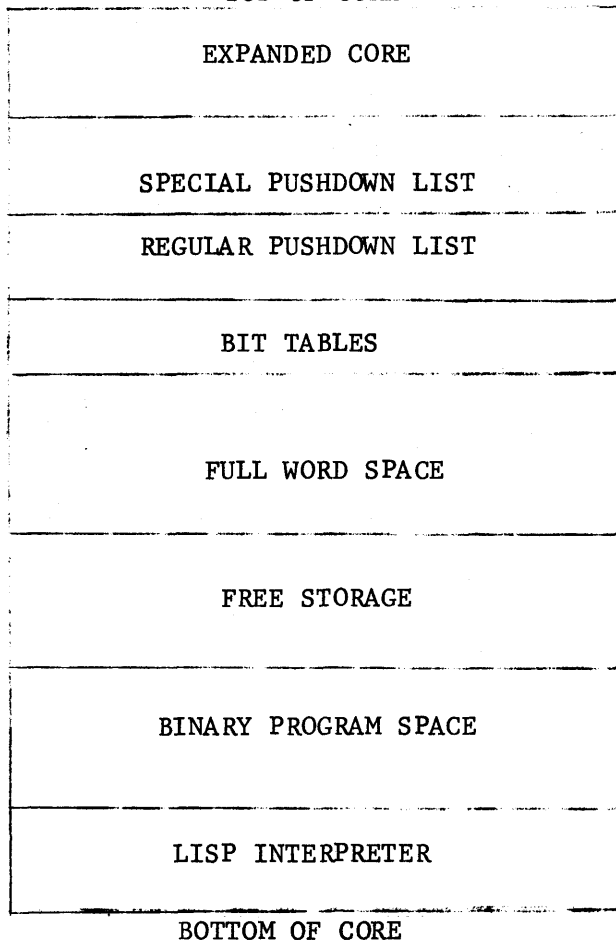 EXPANDED CORE
SPECIAL PUSHDOWN LIST
REGULAR PUSHDOWN LIST
BIT TABLES
FULL WORD SPACE
FREE STORAGE
BINARY PROGRAM SPACE
LISP INTERPRETER
BOTTOM OF CORE